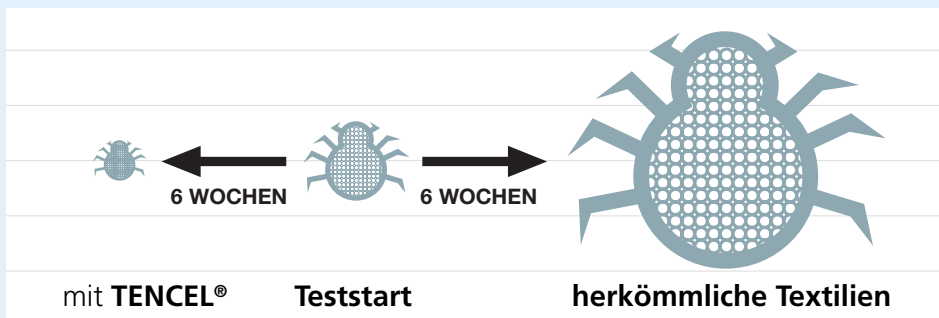 6 WOCHEN
6 WOCHEN
mit TENCEL®
Teststart
herkömmliche Textilien